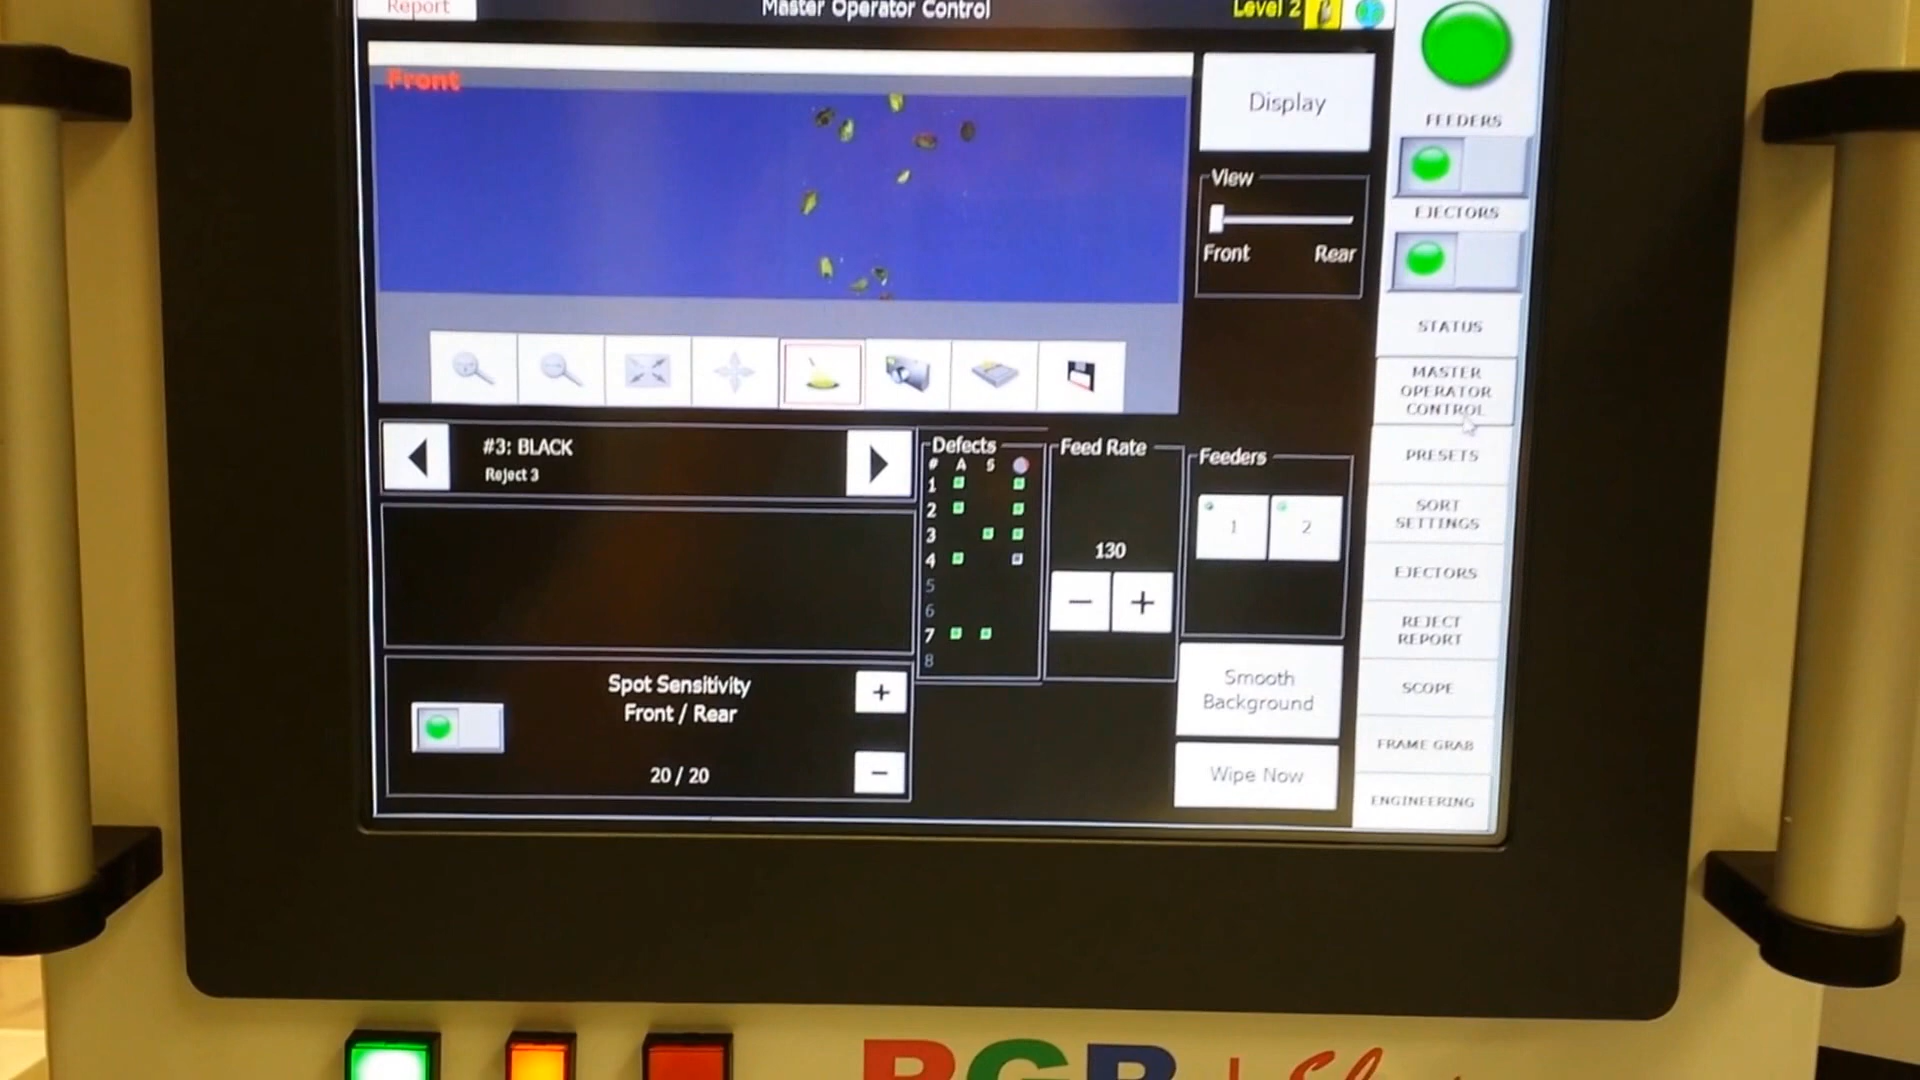 Report
Master Operator Control
Level 2
Front
Display
View
Front
Rear
FEEDERS
EJECTORS
STATUS
MASTER
OPERATOR
CONTROL
PRESETS
SORT
SETTINGS
EJECTORS
REJECT
REPORT
SCOPE
FRAME GRAB
ENGINEERING
#3: BLACK
Reject 3
Defects
# A S
1
2
3
4
5
6
7
8
Feed Rate
130
− +
Feeders
1 2
Spot Sensitivity
Front / Rear
+
20 / 20
−
Smooth
Background
Wipe Now
RGB